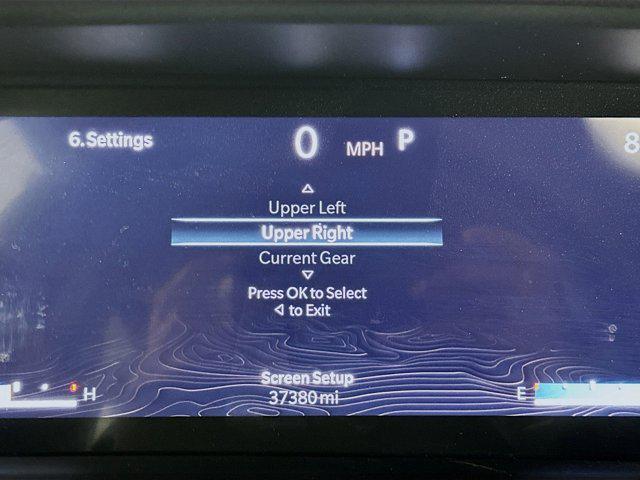 6.Settings 0 MPH P 8
Upper Left
Upper Right
Current Gear
Press OK to Select
to Exit
Screen Setup
H E
37380 mi